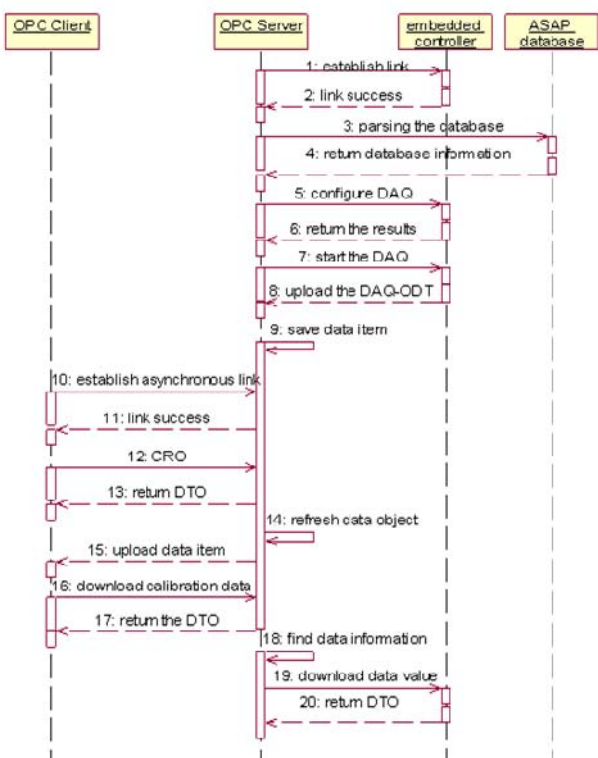 OPC Client
OPC Server
embedded
controller
ASAP
database
1: establish link
2: link success
3: parsing the catabase
4: return database information
5: configure DAQ
6: return the results
7: start the DAQ
8: upload the DAQ-ODT
9: save data item
10: establish asynchronous link
11: link success
12: CRO
13: return DTO
14: refresh cata object
15: upload data item
16: download calibration data
17: return the DTO
18: find data information
19: download data value
20: return DTO